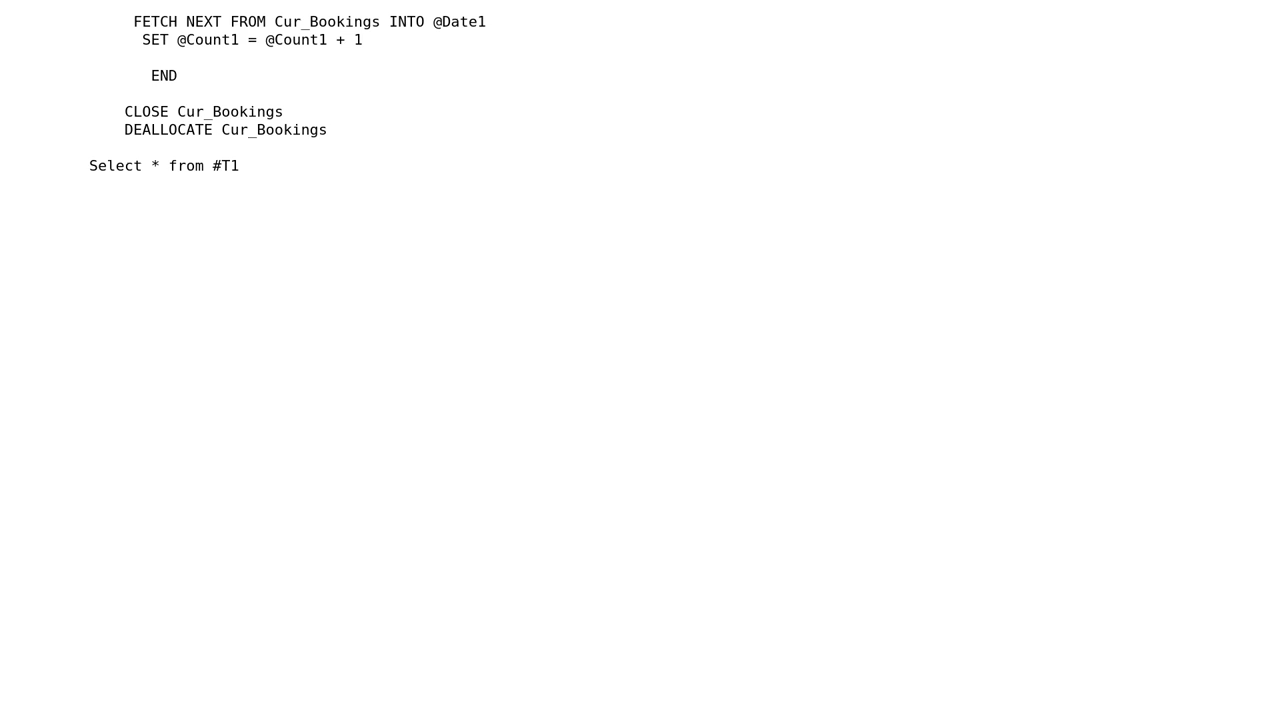 FETCH NEXT FROM Cur_Bookings INTO @Date1
SET @Count1 = @Count1 + 1
END
CLOSE Cur_Bookings
DEALLOCATE Cur_Bookings
Select * from #T1